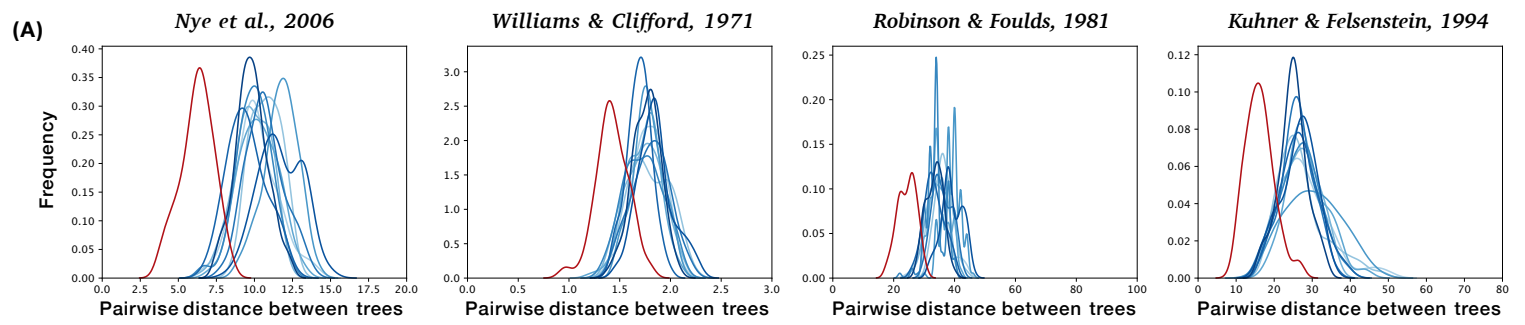 (A)
Nye et al., 2006
Williams & Clifford, 1971
Robinson & Foulds, 1981
Kuhner & Felsenstein, 1994
Frequency
0.40
0.35
0.30
0.25
0.20
0.15
0.10
0.05
0.00
0.0 2.5 5.0 7.5 10.0 12.5 15.0 17.5 20.0
Pairwise distance between trees
3.0
2.5
2.0
1.5
1.0
0.5
0.0
0.0 0.5 1.0 1.5 2.0 2.5 3.0
Pairwise distance between trees
0.25
0.20
0.15
0.10
0.05
0.00
0 20 40 60 80 100
Pairwise distance between trees
0.12
0.10
0.08
0.06
0.04
0.02
0.00
0 10 20 30 40 50 60 70 80
Pairwise distance between trees